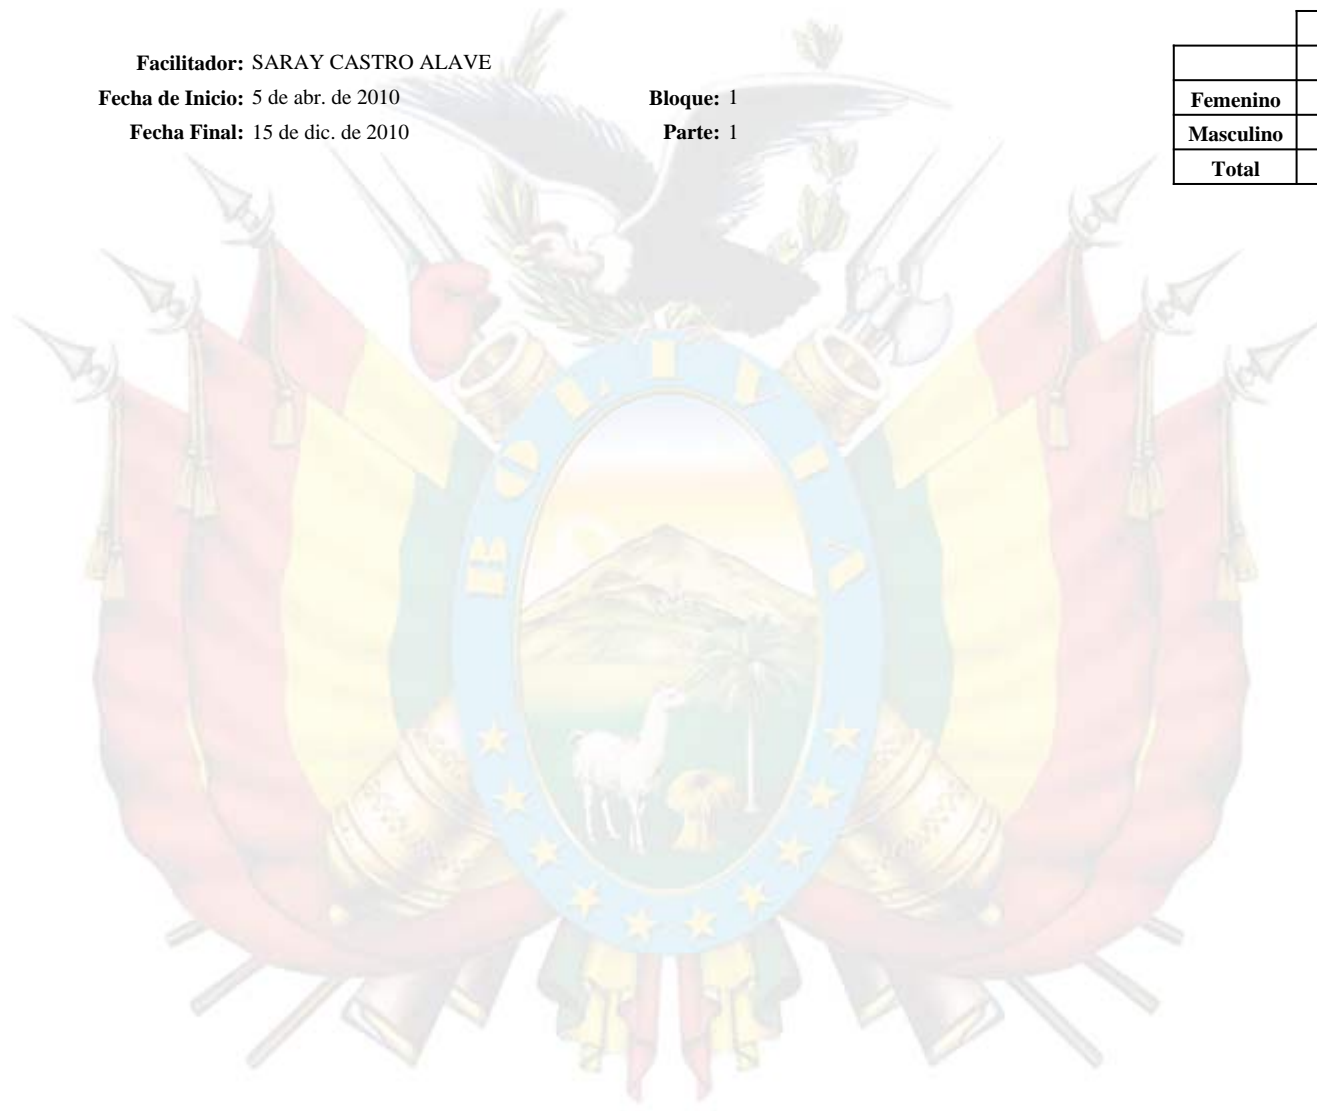 Facilitador: SARAY CASTRO ALAVE
Fecha de Inicio: 5 de abr. de 2010 Bloque: 1
Fecha Final: 15 de dic. de 2010 Parte: 1
Femenino
Masculino
Total
BOLIVIA